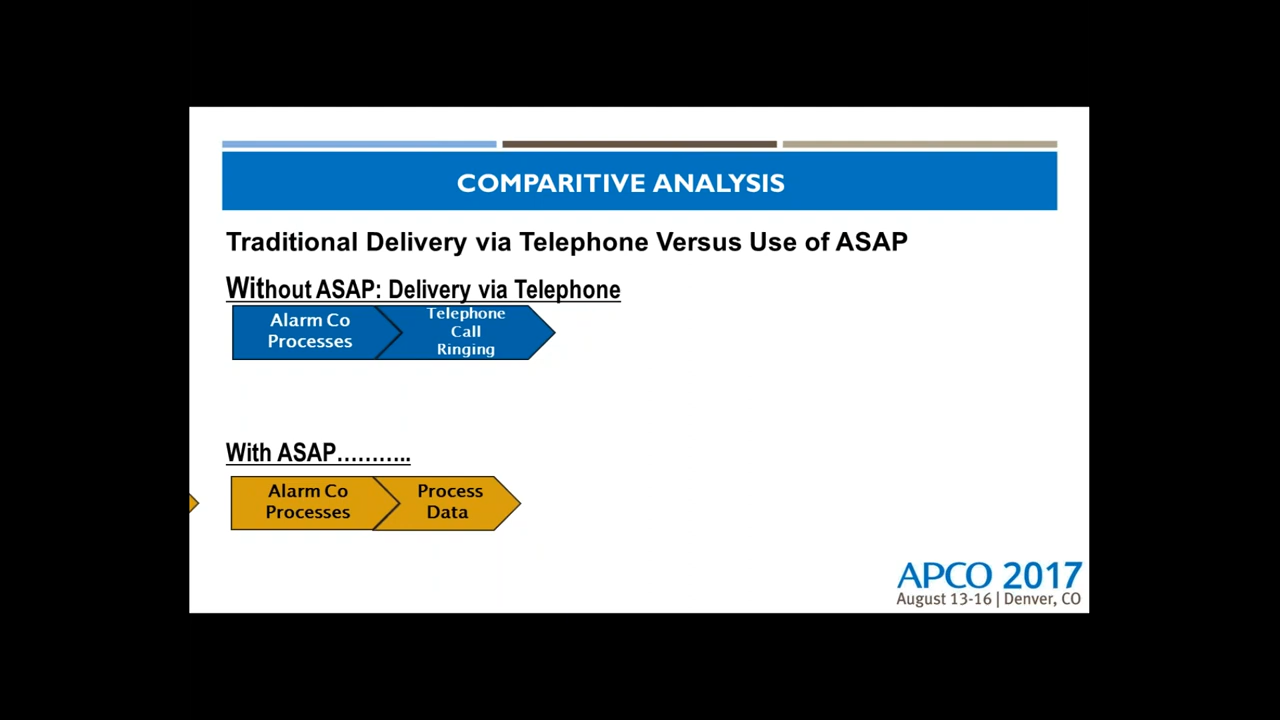 COMPARITIVE ANALYSIS
Traditional Delivery via Telephone Versus Use of ASAP
Without ASAP: Delivery via Telephone
Alarm Co
Processes
Telephone
Call
Ringing
With ASAP………..
Alarm Co
Processes
Process
Data
APCO 2017
August 13-16 | Denver, CO